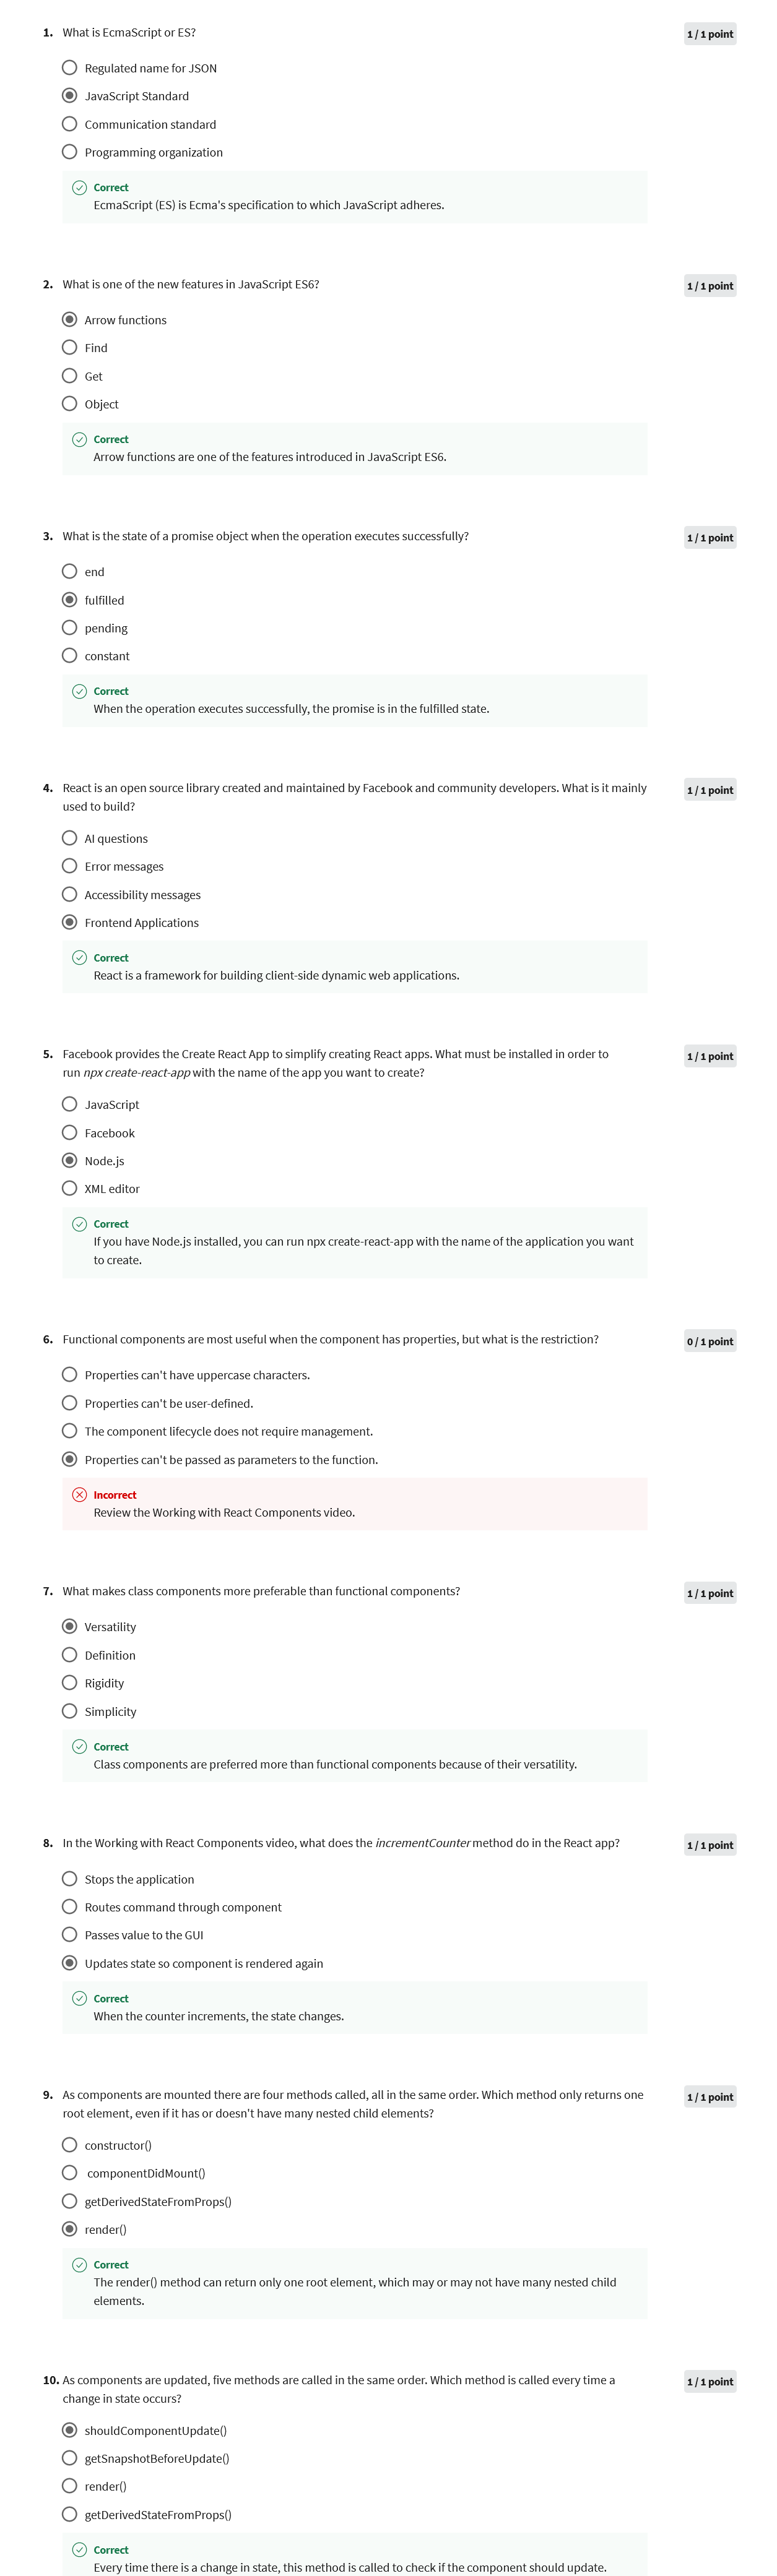 1. What is EcmaScript or ES?
1 / 1 point
Regulated name for JSON
JavaScript Standard
Communication standard
Programming organization
Correct
EcmaScript (ES) is Ecma's specification to which JavaScript adheres.
2. What is one of the new features in JavaScript ES6?
1 / 1 point
Arrow functions
Find
Get
Object
Correct
Arrow functions are one of the features introduced in JavaScript ES6.
3. What is the state of a promise object when the operation executes successfully?
1 / 1 point
end
fulfilled
pending
constant
Correct
When the operation executes successfully, the promise is in the fulfilled state.
4. React is an open source library created and maintained by Facebook and community developers. What is it mainly
used to build?
1 / 1 point
AI questions
Error messages
Accessibility messages
Frontend Applications
Correct
React is a framework for building client-side dynamic web applications.
5. Facebook provides the Create React App to simplify creating React apps. What must be installed in order to
run npx create-react-app with the name of the app you want to create?
1 / 1 point
JavaScript
Facebook
Node.js
XML editor
Correct
If you have Node.js installed, you can run npx create-react-app with the name of the application you want
to create.
6. Functional components are most useful when the component has properties, but what is the restriction?
0 / 1 point
Properties can't have uppercase characters.
Properties can't be user-defined.
The component lifecycle does not require management.
Properties can't be passed as parameters to the function.
Incorrect
Review the Working with React Components video.
7. What makes class components more preferable than functional components?
1 / 1 point
Versatility
Definition
Rigidity
Simplicity
Correct
Class components are preferred more than functional components because of their versatility.
8. In the Working with React Components video, what does the incrementCounter method do in the React app?
1 / 1 point
Stops the application
Routes command through component
Passes value to the GUI
Updates state so component is rendered again
Correct
When the counter increments, the state changes.
9. As components are mounted there are four methods called, all in the same order. Which method only returns one
root element, even if it has or doesn't have many nested child elements?
1 / 1 point
constructor()
componentDidMount()
getDerivedStateFromProps()
render()
Correct
The render() method can return only one root element, which may or may not have many nested child
elements.
10. As components are updated, five methods are called in the same order. Which method is called every time a
change in state occurs?
1 / 1 point
shouldComponentUpdate()
getSnapshotBeforeUpdate()
render()
getDerivedStateFromProps()
Correct
Every time there is a change in state, this method is called to check if the component should update.